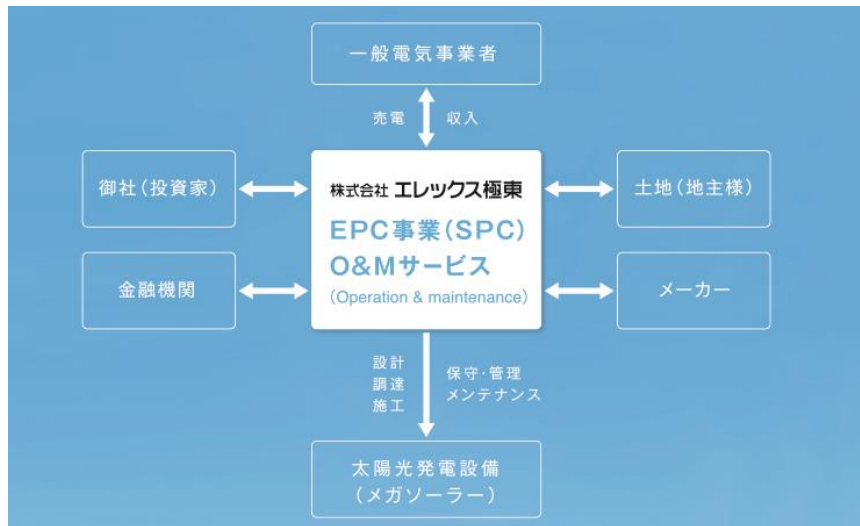 一般電気事業者
売電 収入
御社（投資家）
株式会社 エレックス極東
土地（地主様）
EPC事業（SPC）
O&Mサービス
（Operation & maintenance）
金融機関
メーカー
設計
調達
施工
保守・管理
メンテナンス
太陽光発電設備
（メガソーラー）